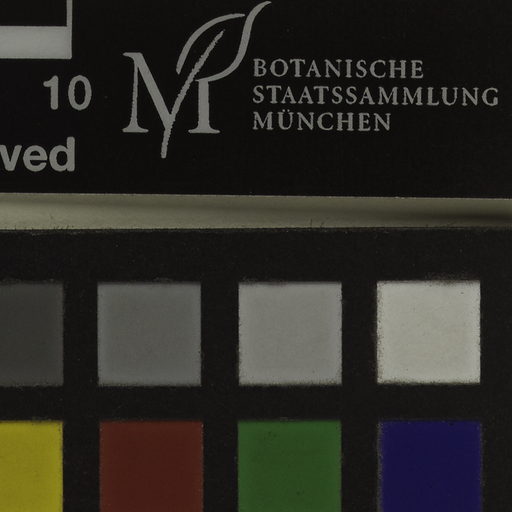 10
ved
M
BOTANISCHE
STAATSSAMMLUNG
MÜNCHEN